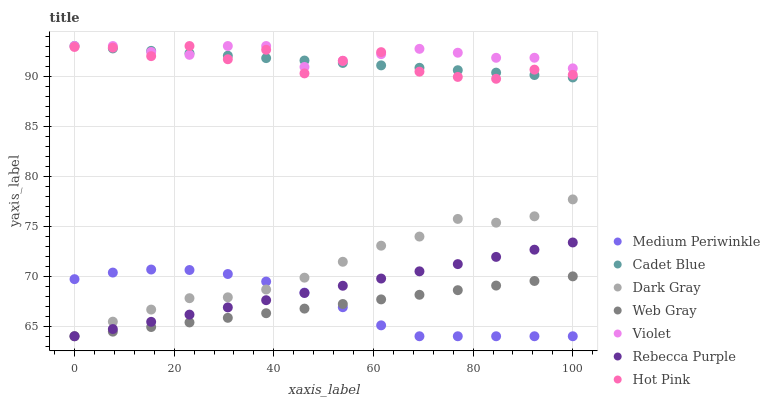 title
yaxis_label
90
85
80
75
70
65
0 20 40 60 80 100
xaxis_label
Medium Periwinkle
Cadet Blue
Dark Gray
Web Gray
Violet
Rebecca Purple
Hot Pink